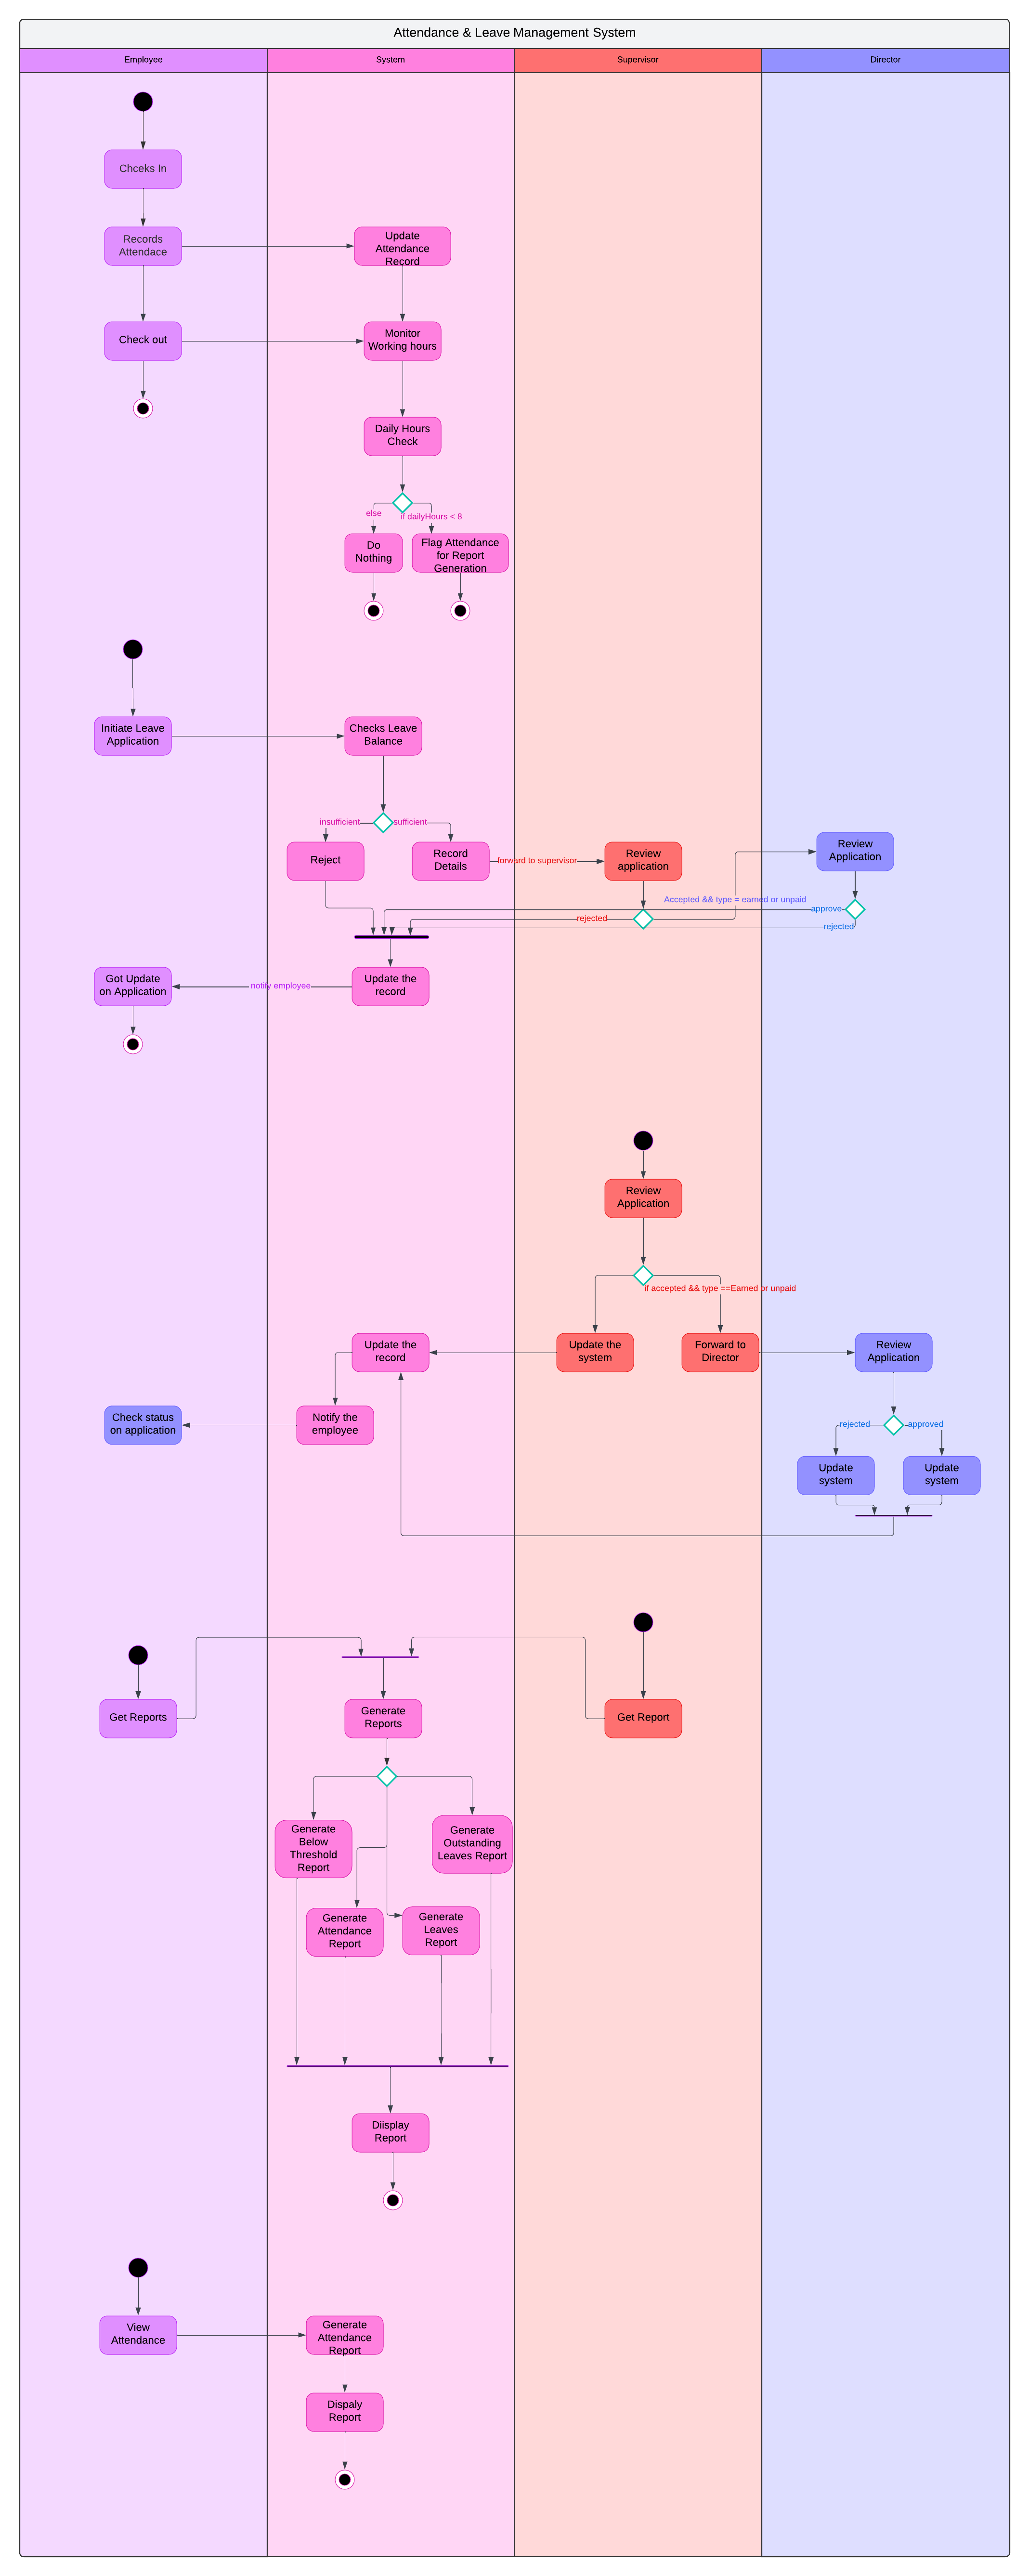 Attendance & Leave Management System
Employee
System
Supervisor
Director
Chceks In
Records
Attendace
Update
Attendance
Record
Check out
Monitor
Working hours
Daily Hours
Check
else
if dailyHours < 8
Do
Nothing
Flag Attendance
for Report
Generation
Initiate Leave
Application
Checks Leave
Balance
insufficient
sufficient
Reject
Record
Details
forward to supervisor
Review
application
Review
Application
Accepted && type = earned or unpaid
approve
rejected
rejected
Got Update
on Application
notify employee
Update the
record
Review
Application
if accepted && type ==Earned or unpaid
Update the
record
Update the
system
Forward to
Director
Review
Application
Check status
on application
Notify the
employee
rejected
approved
Update
system
Update
system
Get Reports
Generate
Reports
Get Report
Generate
Below
Threshold
Report
Generate
Outstanding
Leaves Report
Generate
Attendance
Report
Generate
Leaves
Report
Diisplay
Report
View
Attendance
Generate
Attendance
Report
Dispaly
Report